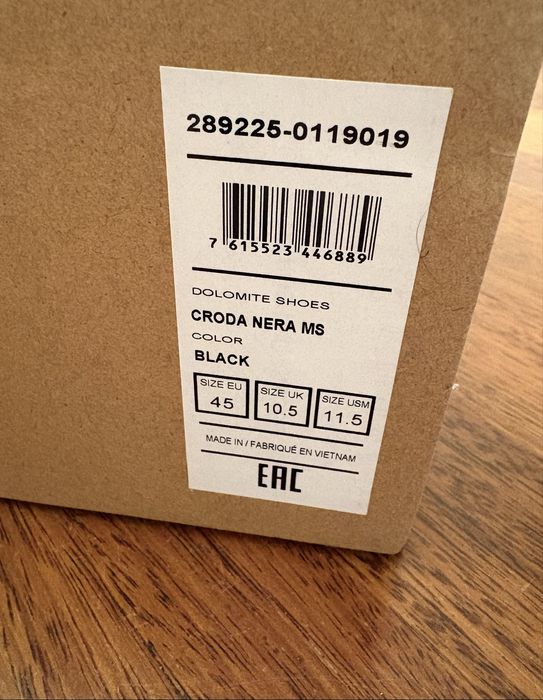 289225-0119019
7 615523 446889
DOLOMITE SHOES
CRODA NERA MS
COLOR
BLACK
SIZE EU SIZE UK SIZE USM
45 10.5 11.5
MADE IN / FABRIQUÉ EN VIETNAM
EAC